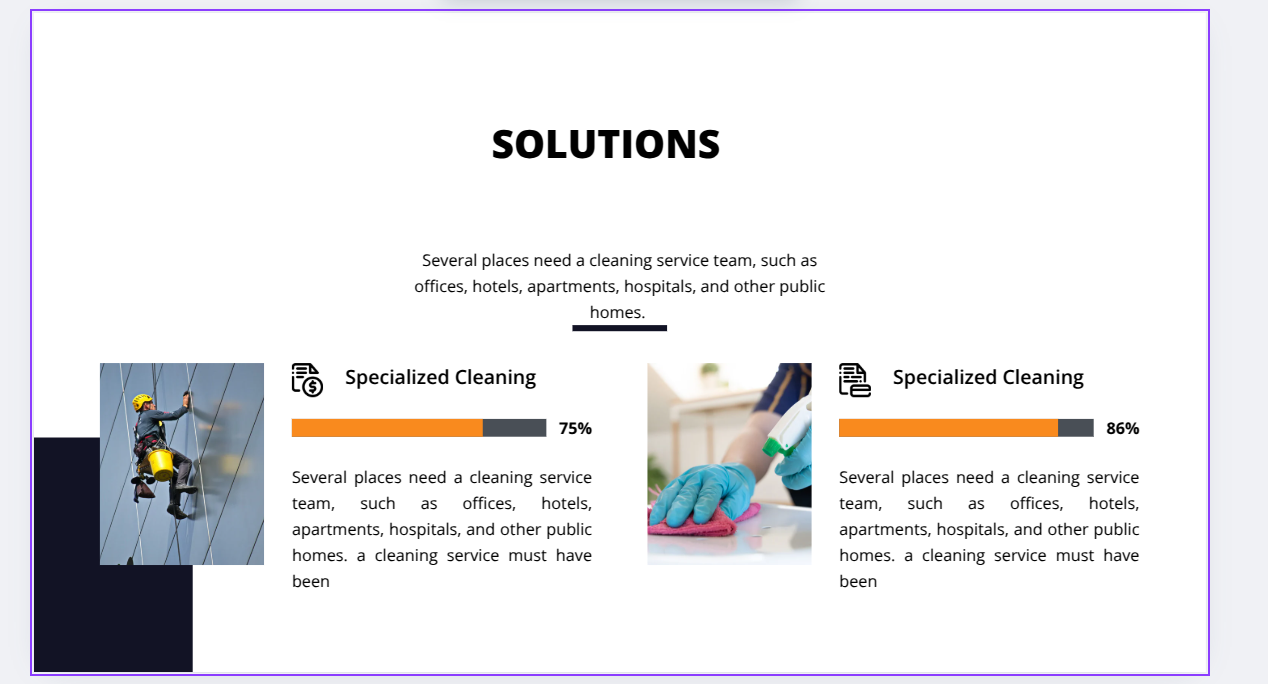 SOLUTIONS
Several places need a cleaning service team, such as
offices, hotels, apartments, hospitals, and other public
homes.
Specialized Cleaning
75%
Several places need a cleaning service
team, such as offices, hotels,
apartments, hospitals, and other public
homes. a cleaning service must have
been
Specialized Cleaning
86%
Several places need a cleaning service
team, such as offices, hotels,
apartments, hospitals, and other public
homes. a cleaning service must have
been